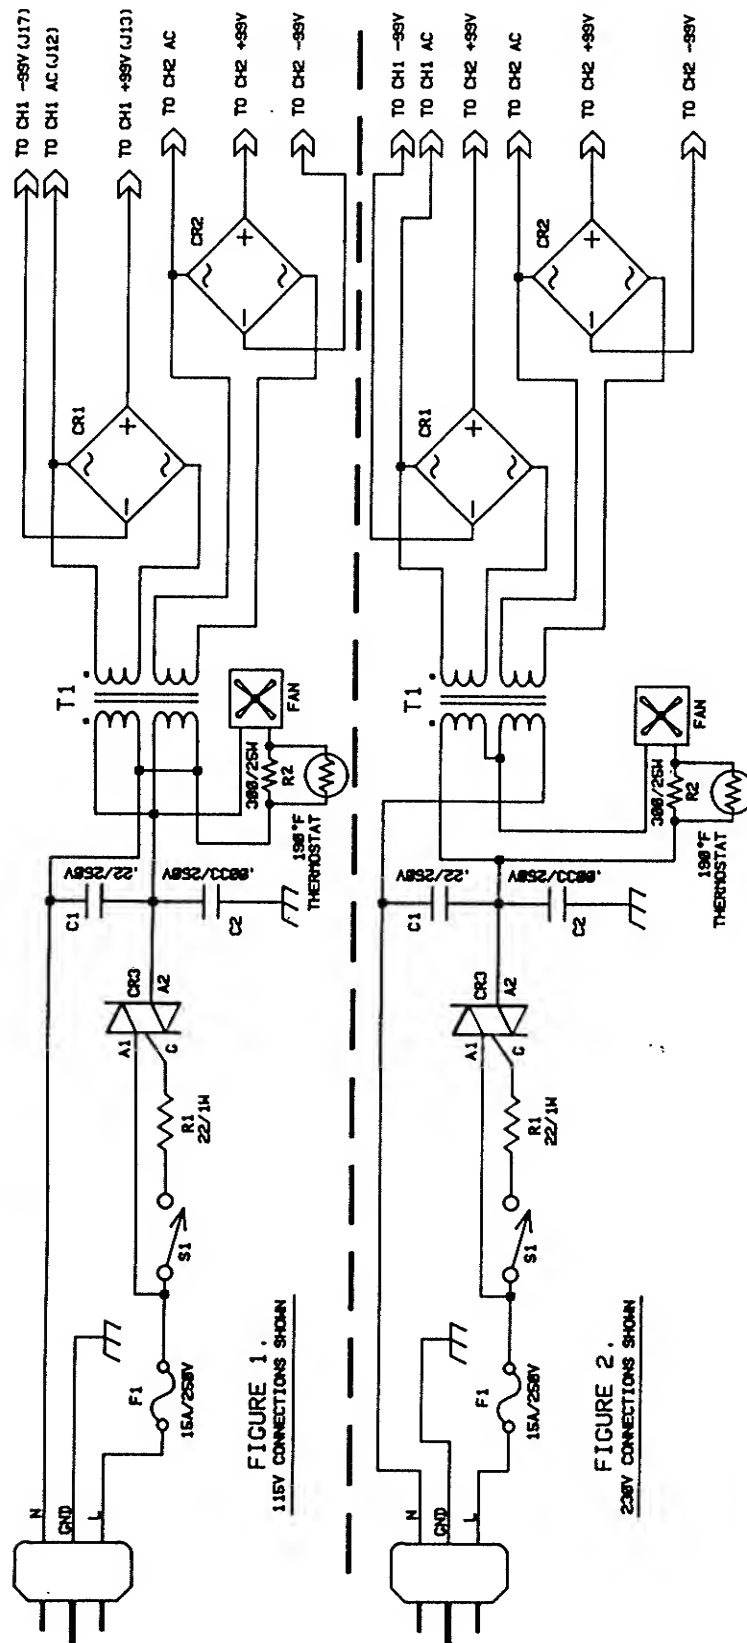 TO CH1 -99V (J17)
TO CH1 AC (J12)
TO CH1 +99V (J13)
TO CH2 AC
TO CH2 +99V
TO CH2 -99V
CR1
CR2
T1
FAN
300/25W
R2
190°F
THERMOSTAT
.22/250V
C1
.0033/250V
C2
CR3
A1
A2
G
R1
22/1W
S1
F1
15A/250V
N
GND
L
FIGURE 1.
115V CONNECTIONS SHOWN
TO CH1 -99V
TO CH1 AC
TO CH2 +99V
TO CH2 AC
TO CH2 +99V
TO CH2 -99V
CR1
CR2
T1
FAN
300/25W
R2
190°F
THERMOSTAT
.22/250V
C1
.0033/250V
C2
CR3
A1
A2
G
R1
22/1W
S1
F1
15A/250V
N
GND
L
FIGURE 2.
230V CONNECTIONS SHOWN